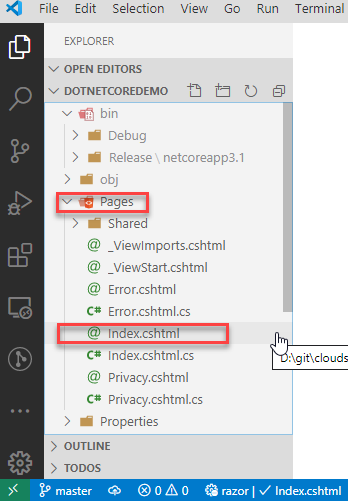 File Edit Selection View Go Run Terminal
EXPLORER
OPEN EDITORS
DOTNETCOREDEMO
bin
Debug
Release \ netcoreapp3.1
obj
Pages
Shared
@ _ViewImports.cshtml
@ _ViewStart.cshtml
@ Error.cshtml
C# Error.cshtml.cs
@ Index.cshtml
D:\git\clouds
C# Index.cshtml.cs
@ Privacy.cshtml
C# Privacy.cshtml.cs
Properties
OUTLINE
TODOS
master 0 0 razor | Index.cshtml